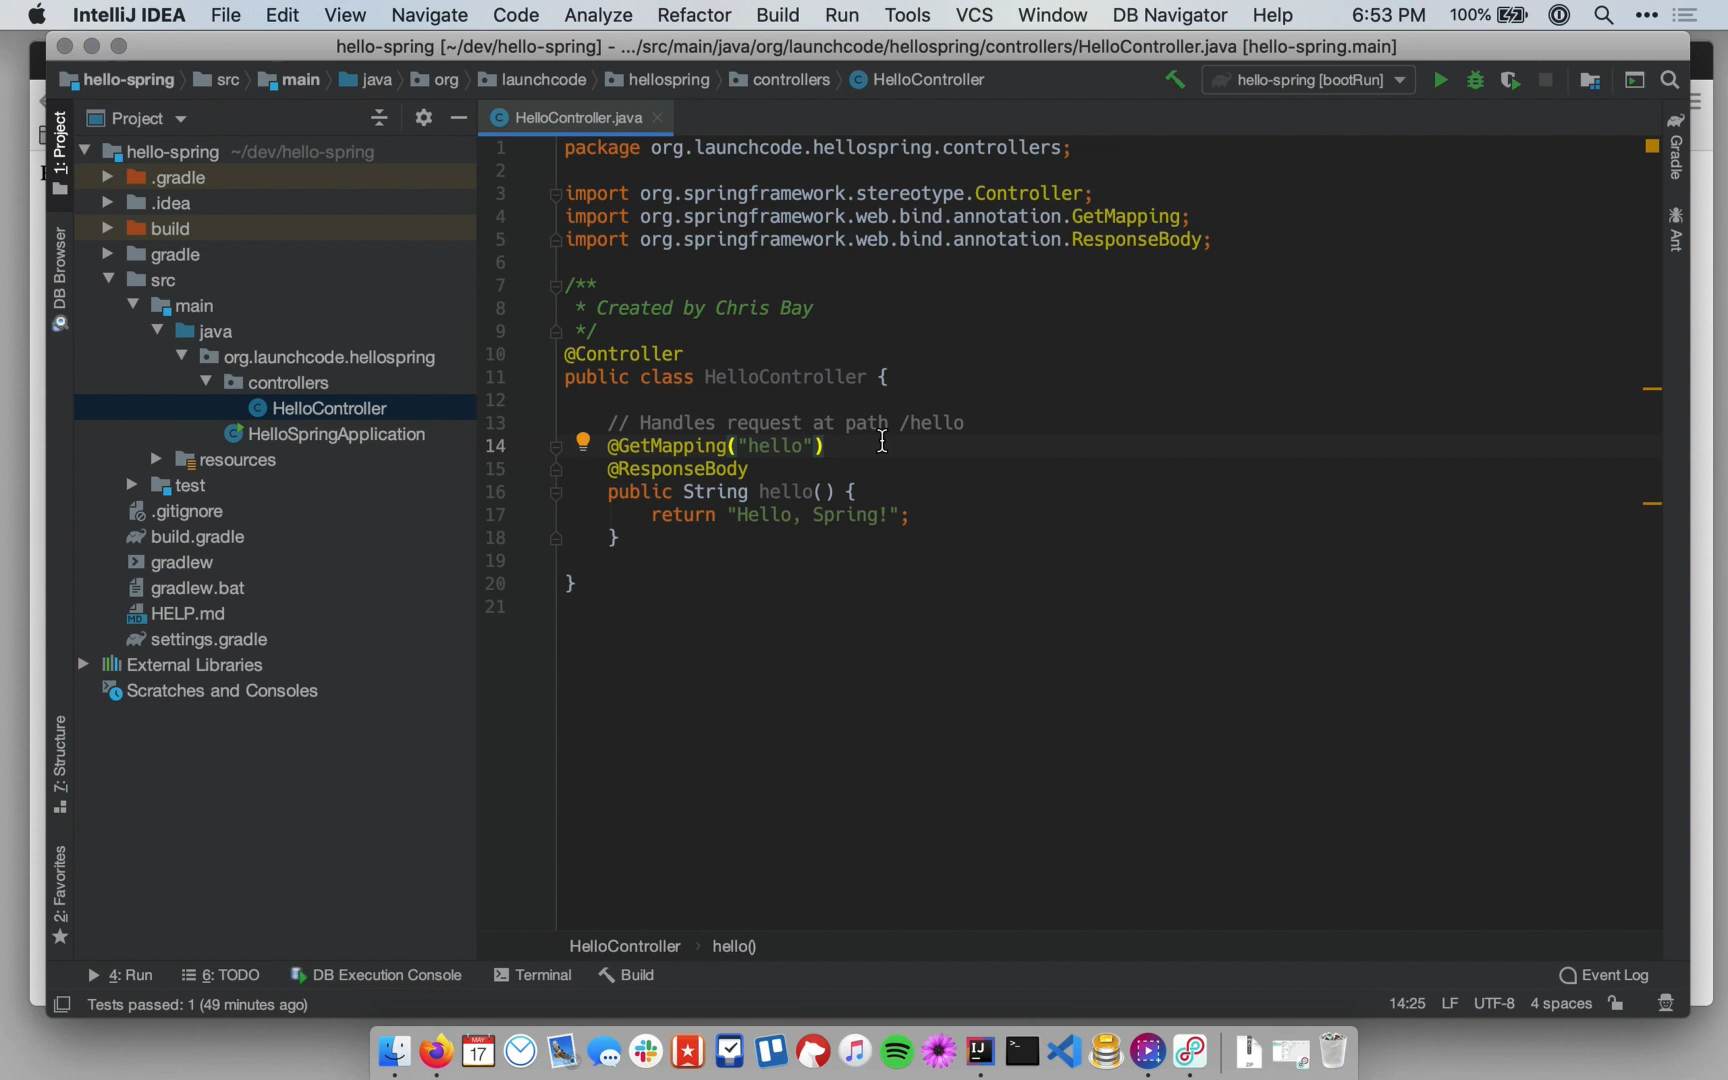 IntelliJ IDEA File Edit View Navigate Code Analyze Refactor Build Run Tools VCS Window DB Navigator Help 6:53 PM 100%
hello-spring [~/dev/hello-spring] - .../src/main/java/org/launchcode/hellospring/controllers/HelloController.java [hello-spring.main]
hello-spring src main java org launchcode hellospring controllers HelloController hello-spring [bootRun]
Project
HelloController.java
1: Project
DB Browser
7: Structure
2: Favorites
hello-spring ~/dev/hello-spring
.gradle
.idea
build
gradle
src
main
java
org.launchcode.hellospring
controllers
HelloController
HelloSpringApplication
resources
test
.gitignore
build.gradle
gradlew
gradlew.bat
HELP.md
settings.gradle
External Libraries
Scratches and Consoles
1 package org.launchcode.hellospring.controllers;
2
3 import org.springframework.stereotype.Controller;
4 import org.springframework.web.bind.annotation.GetMapping;
5 import org.springframework.web.bind.annotation.ResponseBody;
6
7 /**
8 * Created by Chris Bay
9 */
10 @Controller
11 public class HelloController {
12
13 // Handles request at path /hello
14 @GetMapping("hello")
15 @ResponseBody
16 public String hello() {
17 return "Hello, Spring!";
18 }
19
20 }
21
Gradle
Ant
HelloController hello()
4: Run 6: TODO DB Execution Console Terminal Build Event Log
Tests passed: 1 (49 minutes ago) 14:25 LF UTF-8 4 spaces
MAY
17
IJ
ZIP